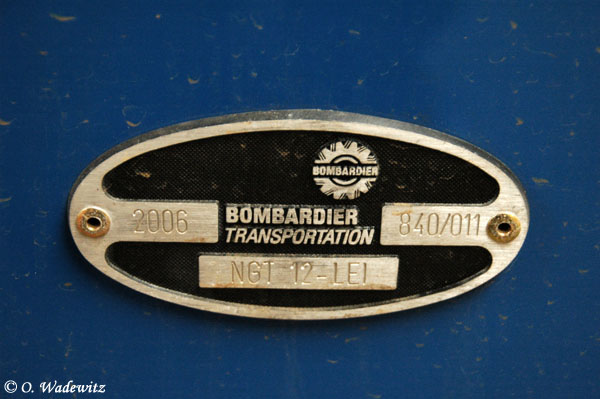 BOMBARDIER
2006
BOMBARDIER
TRANSPORTATION
840/011
NGT 12-LEI
© O. Wadewitz